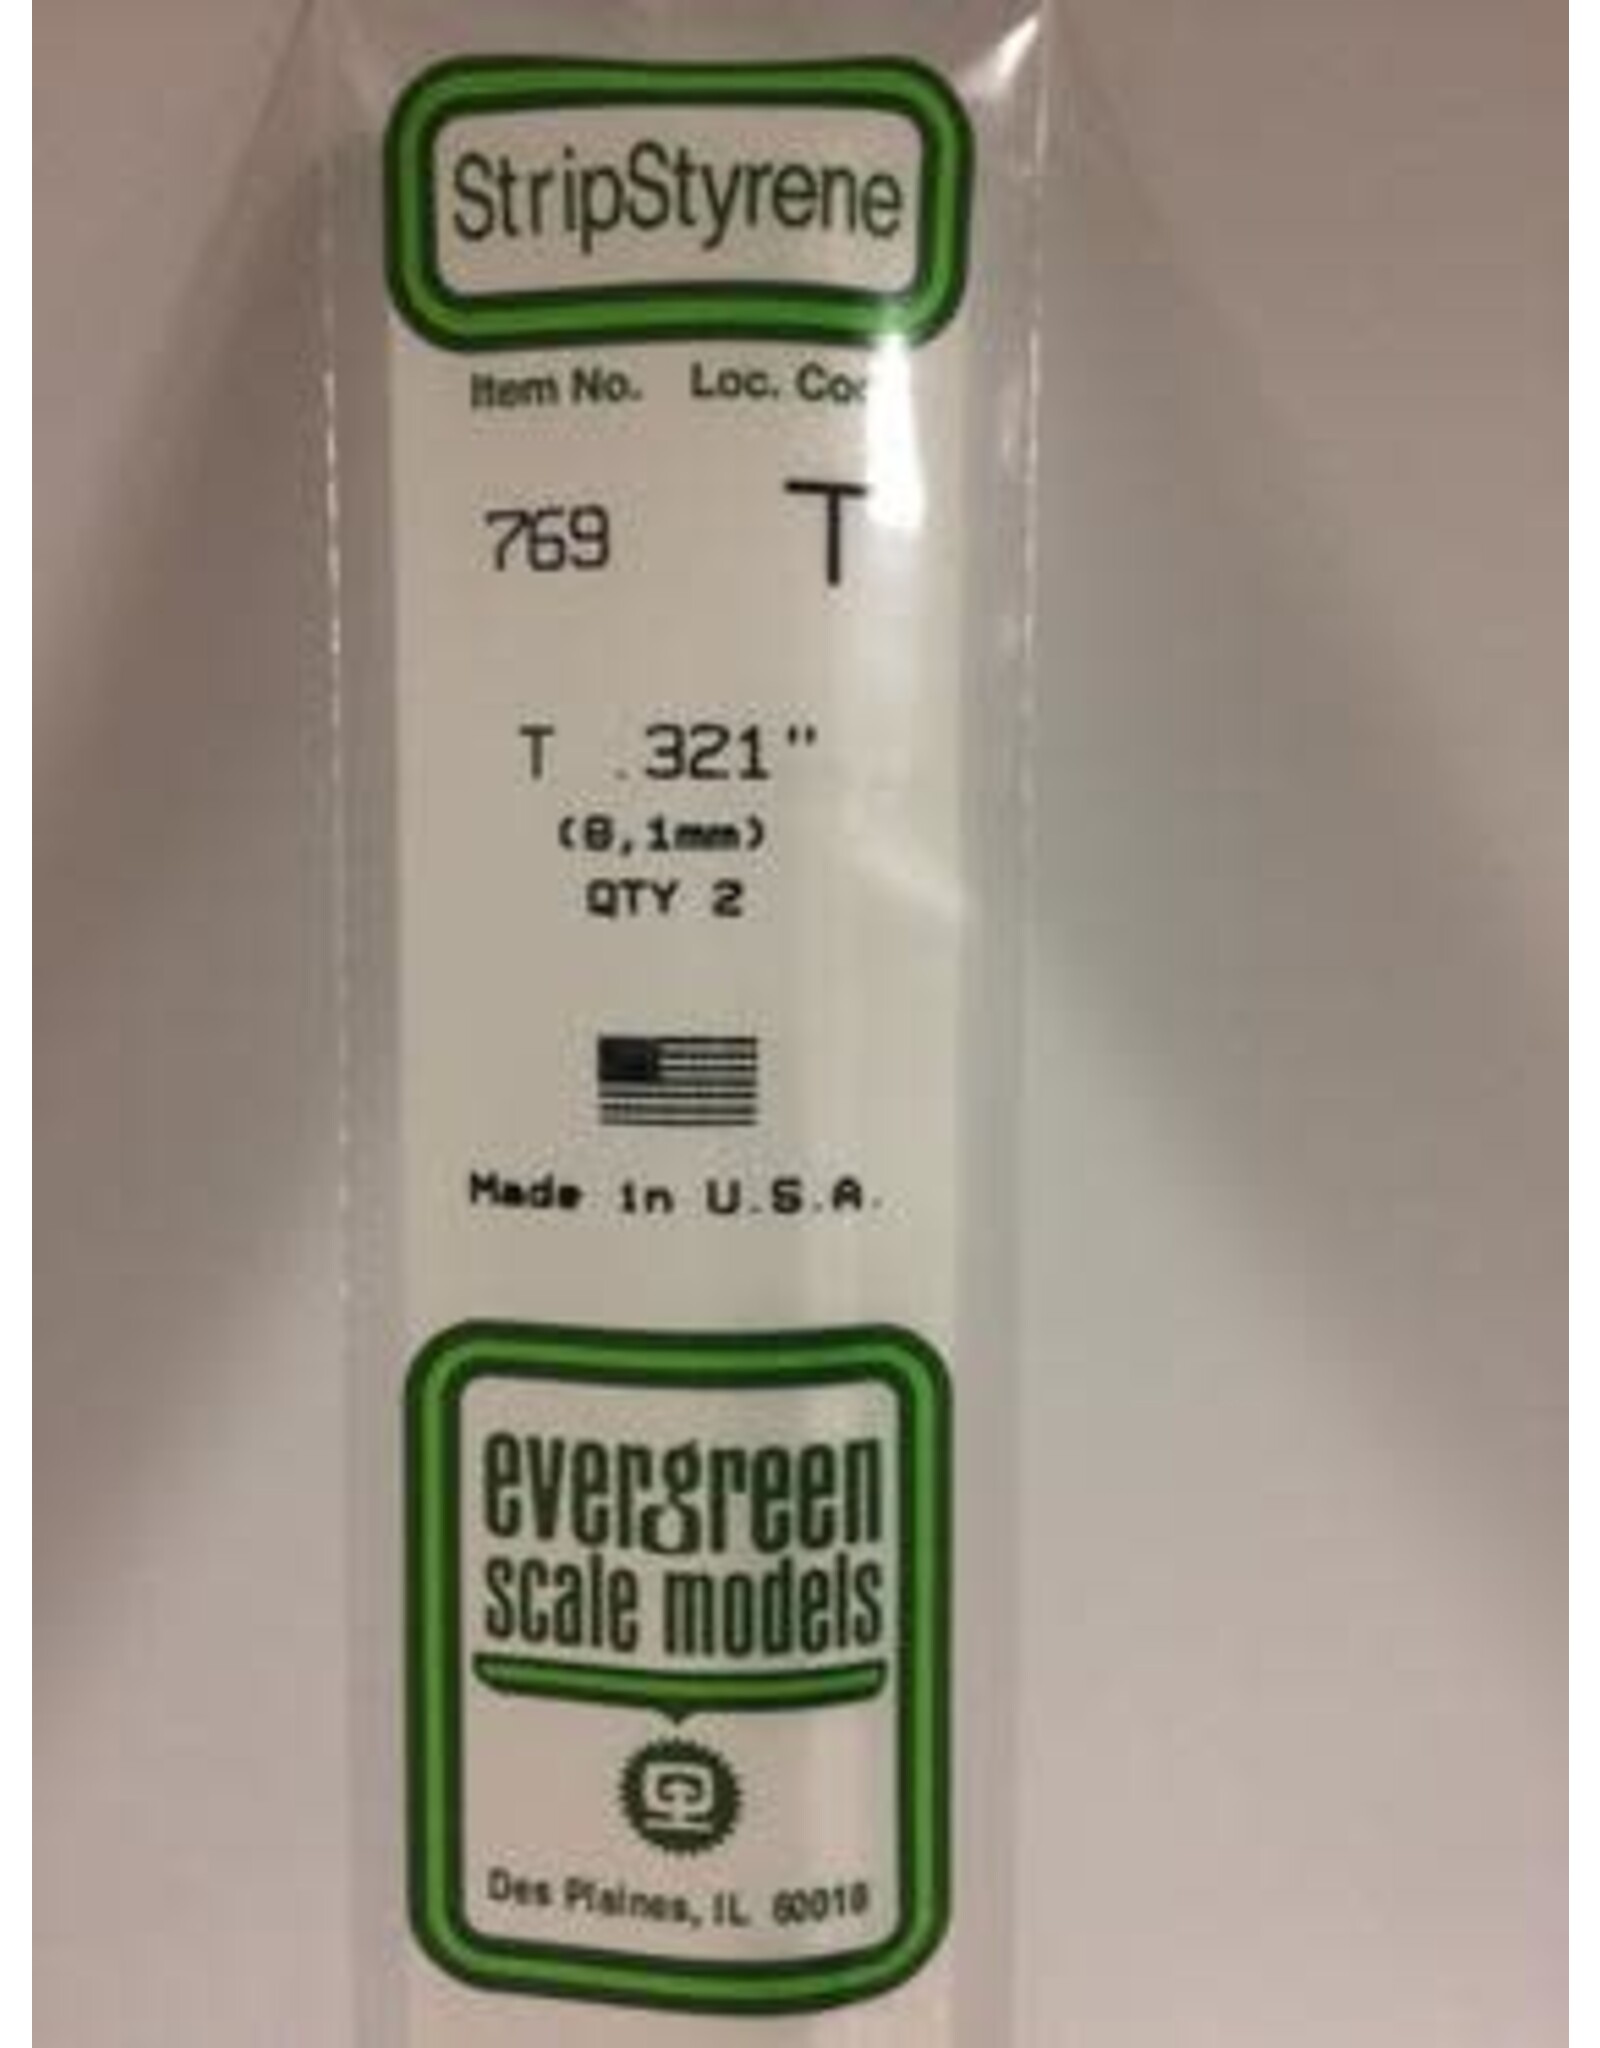 StripStyrene
Item No. Loc.
769 T
T .321"
(8,1mm)
QTY 2
Made in U.S.A.
evergreen
scale models
Des Plaines, IL 60018